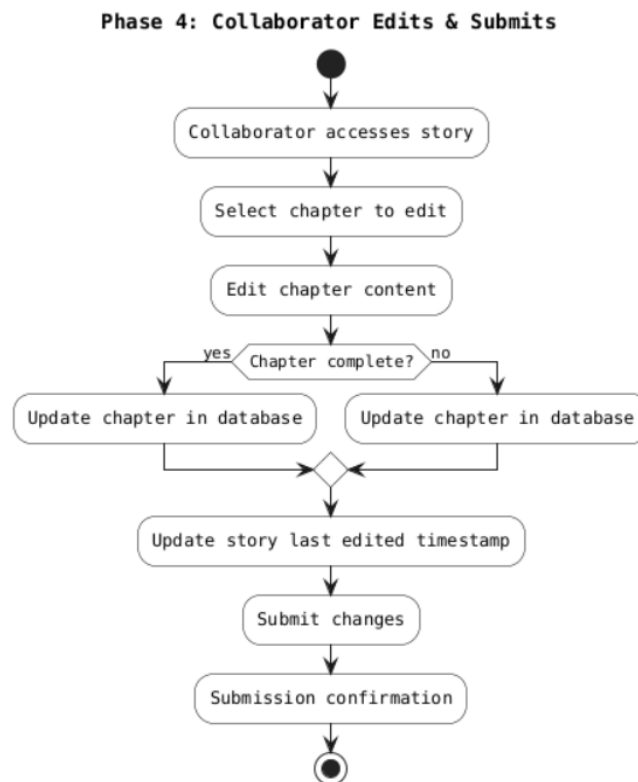 Phase 4: Collaborator Edits & Submits
Collaborator accesses story
Select chapter to edit
Edit chapter content
yes
Chapter complete?
no
Update chapter in database
Update chapter in database
Update story last edited timestamp
Submit changes
Submission confirmation